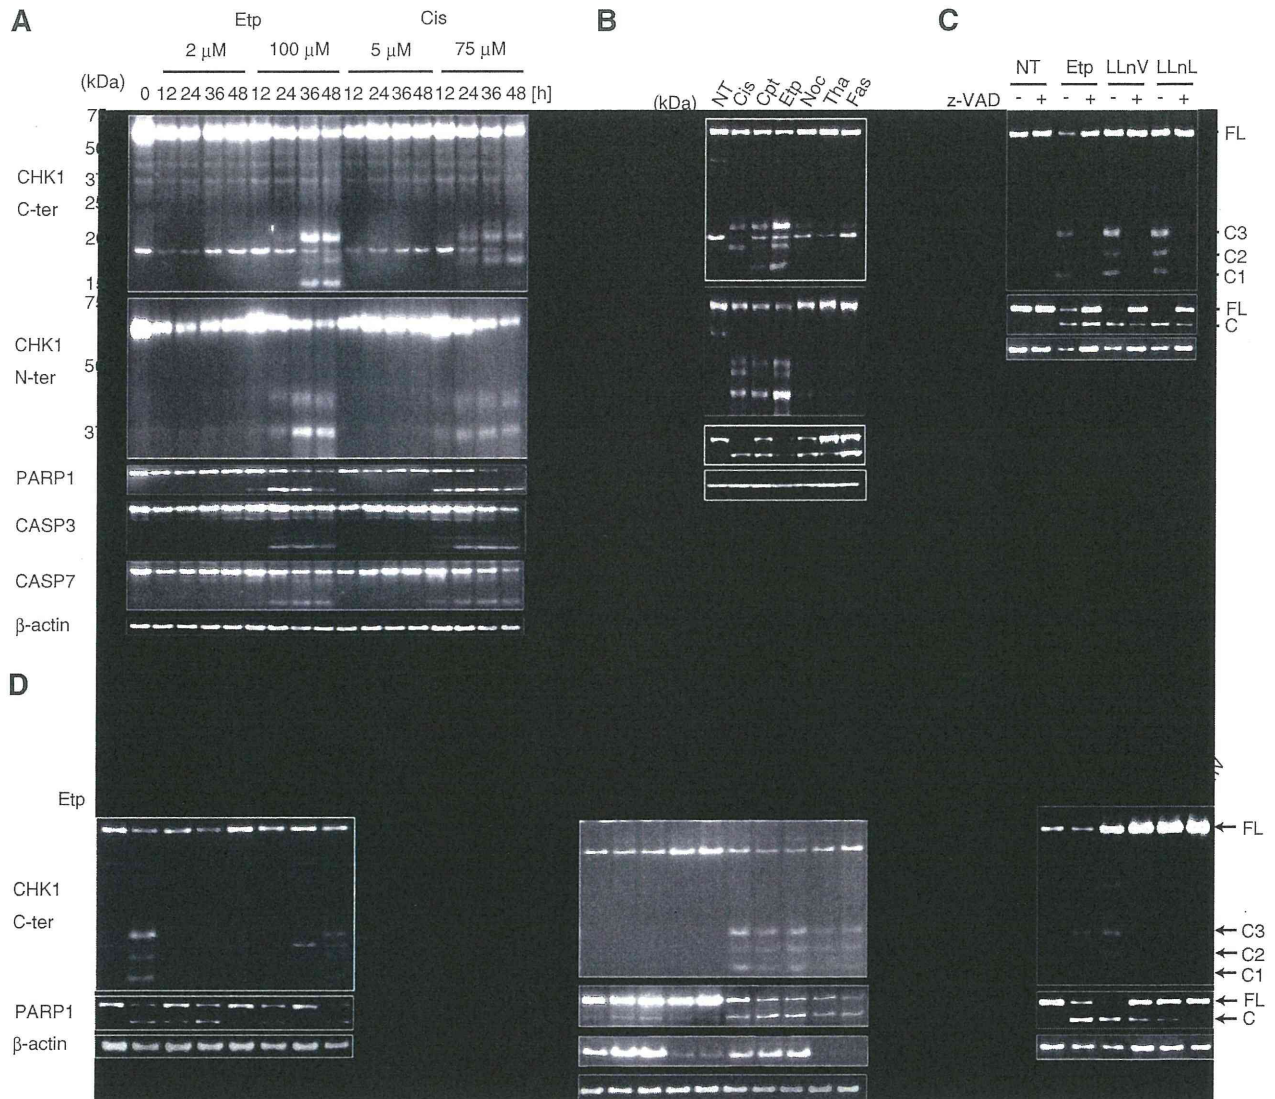 A
Etp
Cis
2 μM
100 μM
5 μM
75 μM
(kDa)
0 12 24 36 48 12 24 36 48 12 24 36 48 12 24 36 48 [h]
CHK1
C-ter
CHK1
N-ter
37
PARP1
CASP3
CASP7
β-actin
B
(kDa)
NT
Cis
Cpt
Etp
Noc
Tha
Fas
C
NT
Etp
LLnV
LLnL
z-VAD
- + - + - + - +
FL
C3
C2
C1
FL
C
D
Etp
CHK1
C-ter
PARP1
β-actin
FL
C3
C2
C1
FL
C